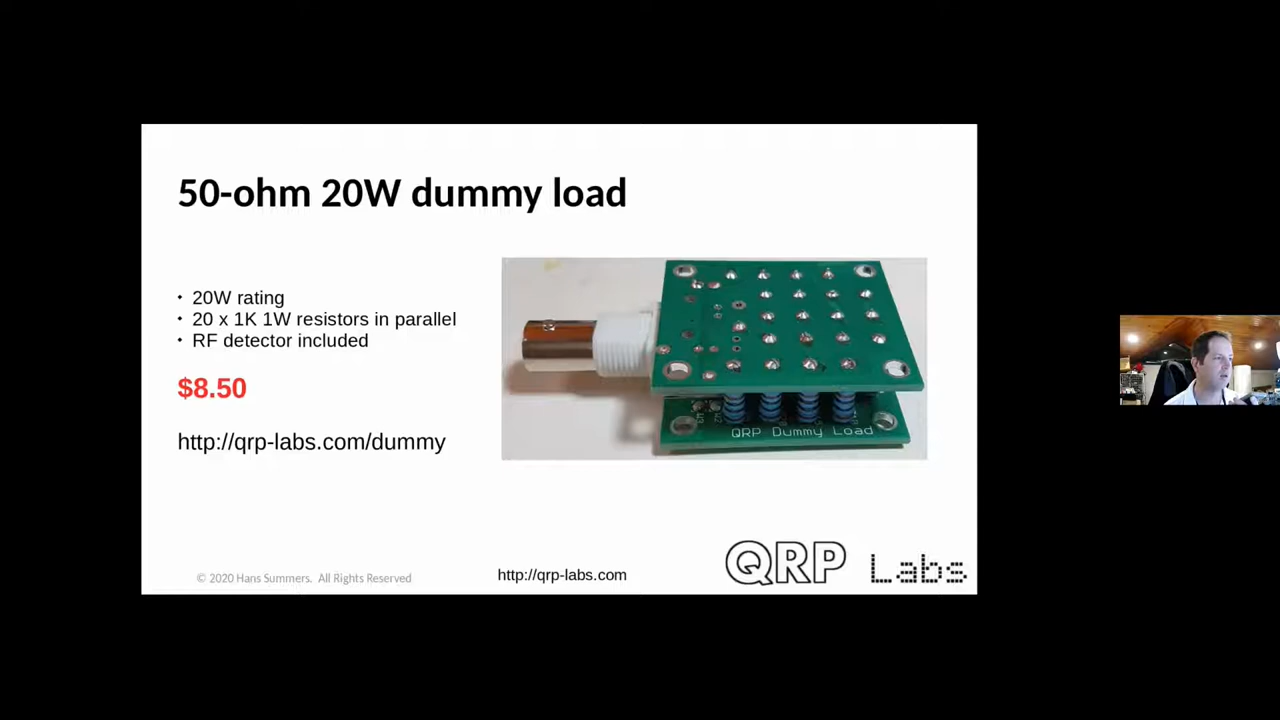 50-ohm 20W dummy load
• 20W rating
• 20 x 1K 1W resistors in parallel
• RF detector included
$8.50
http://qrp-labs.com/dummy
QRP Dummy Load
© 2020 Hans Summers. All Rights Reserved
http://qrp-labs.com
QRP Labs